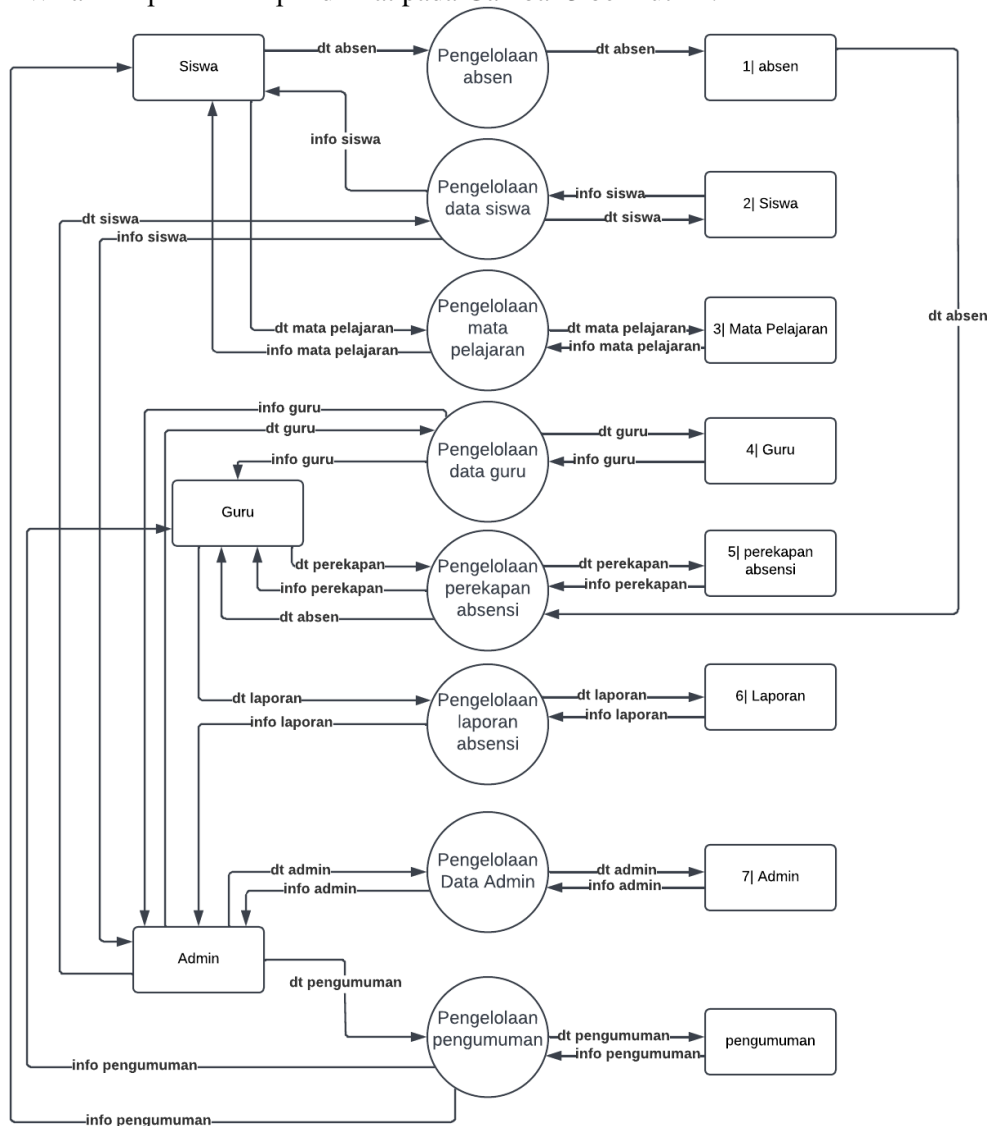 dt absen
Pengelolaan
absen
dt absen
1| absen
Siswa
info siswa
Pengelolaan
data siswa
info siswa
dt siswa
2| Siswa
dt siswa
info siswa
dt absen
Pengelolaan
mata
pelajaran
dt mata pelajaran
info mata pelajaran
dt mata pelajaran
info mata pelajaran
3| Mata Pelajaran
info guru
dt guru
info guru
Pengelolaan
data guru
dt guru
info guru
4| Guru
Guru
dt perekapan
info perekapan
dt absen
Pengelolaan
perekapan
absensi
dt perekapan
info perekapan
5| perekapan
absensi
dt laporan
info laporan
Pengelolaan
laporan
absensi
dt laporan
info laporan
6| Laporan
dt admin
info admin
Pengelolaan
Data Admin
dt admin
info admin
7| Admin
Admin
dt pengumuman
Pengelolaan
pengumuman
dt pengumuman
info pengumuman
pengumuman
info pengumuman
info pengumuman